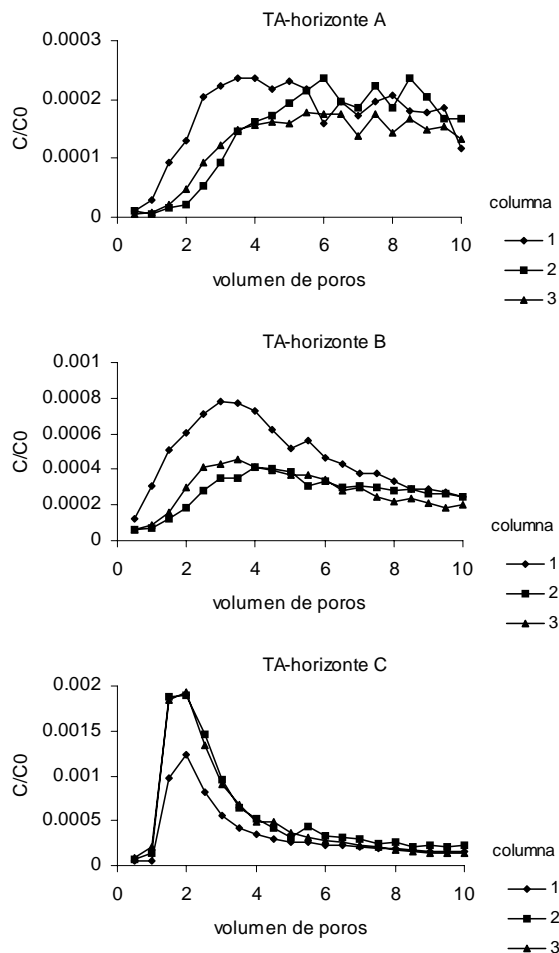 TA-horizonte A
0.0003
0.0002
0.0001
0
C/C0
0 2 4 6 8 10
volumen de poros
columna
1
2
3
TA-horizonte B
0.001
0.0008
0.0006
0.0004
0.0002
0
C/C0
0 2 4 6 8 10
volumen de poros
columna
1
2
3
TA-horizonte C
0.002
0.0015
0.001
0.0005
0
C/C0
0 2 4 6 8 10
volumen de poros
columna
1
2
3